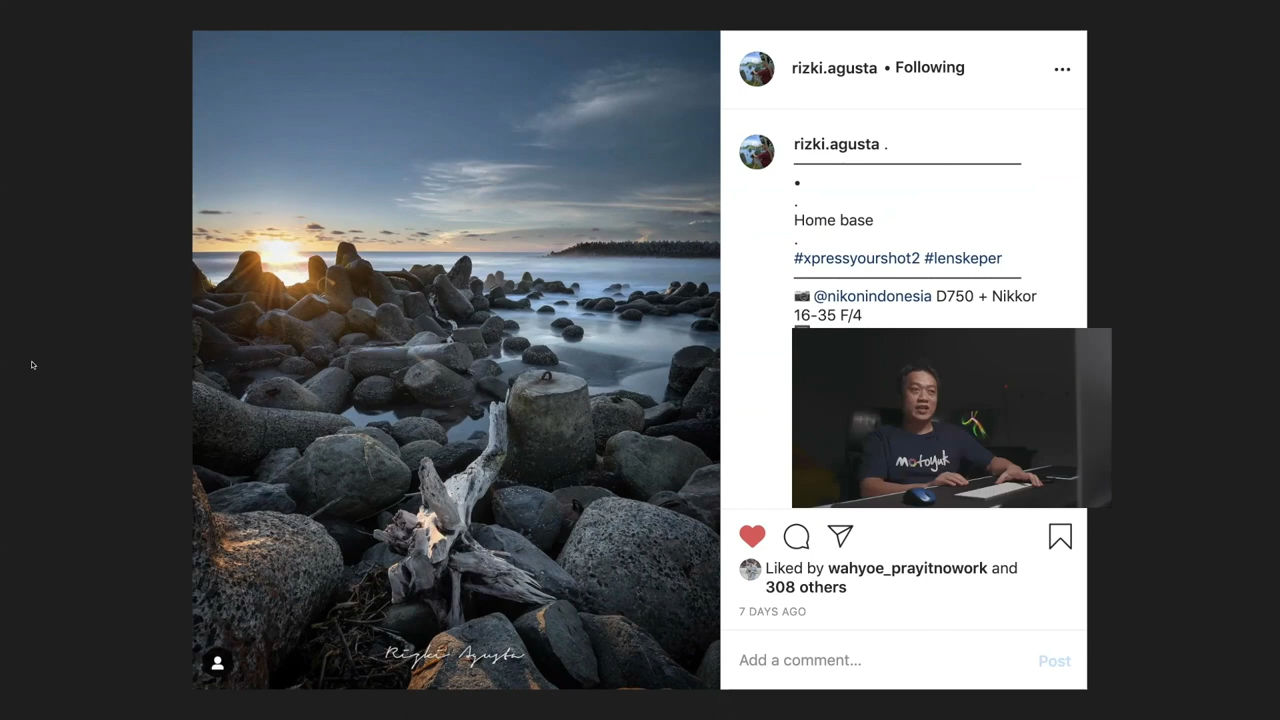 rizki.agusta • Following
rizki.agusta .
•
.
Home base
.
#xpressyourshot2 #lenskeper
@nikonindonesia D750 + Nikkor
16-35 F/4
motoyuk
Rizki Agusta
Liked by wahyoe_prayitnowork and
308 others
7 DAYS AGO
Add a comment... Post